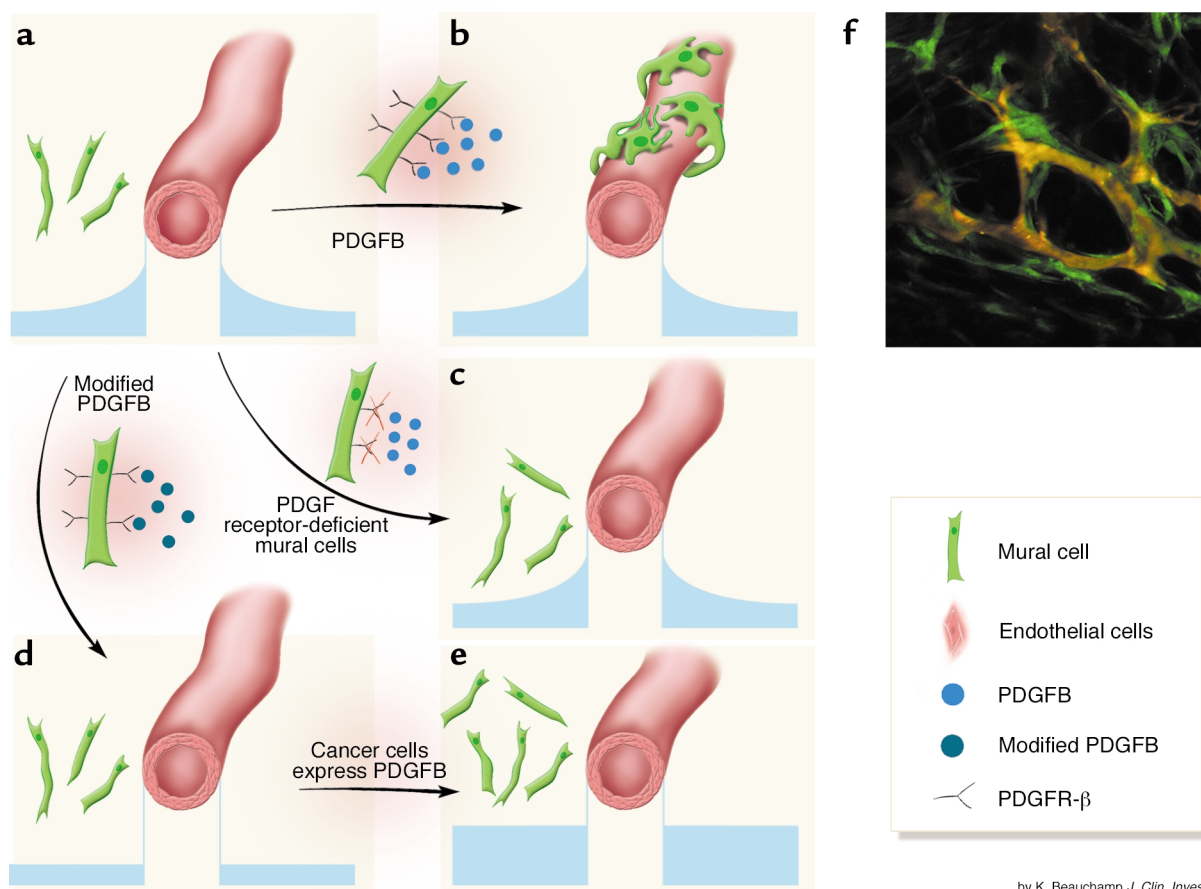 a
b
f
PDGFB
Modified
PDGFB
c
PDGF
receptor-deficient
mural cells
d
e
Cancer cells
express PDGFB
Mural cell
Endothelial cells
PDGFB
Modified PDGFB
PDGFR-β
by K. Beauchamp J. Clin.